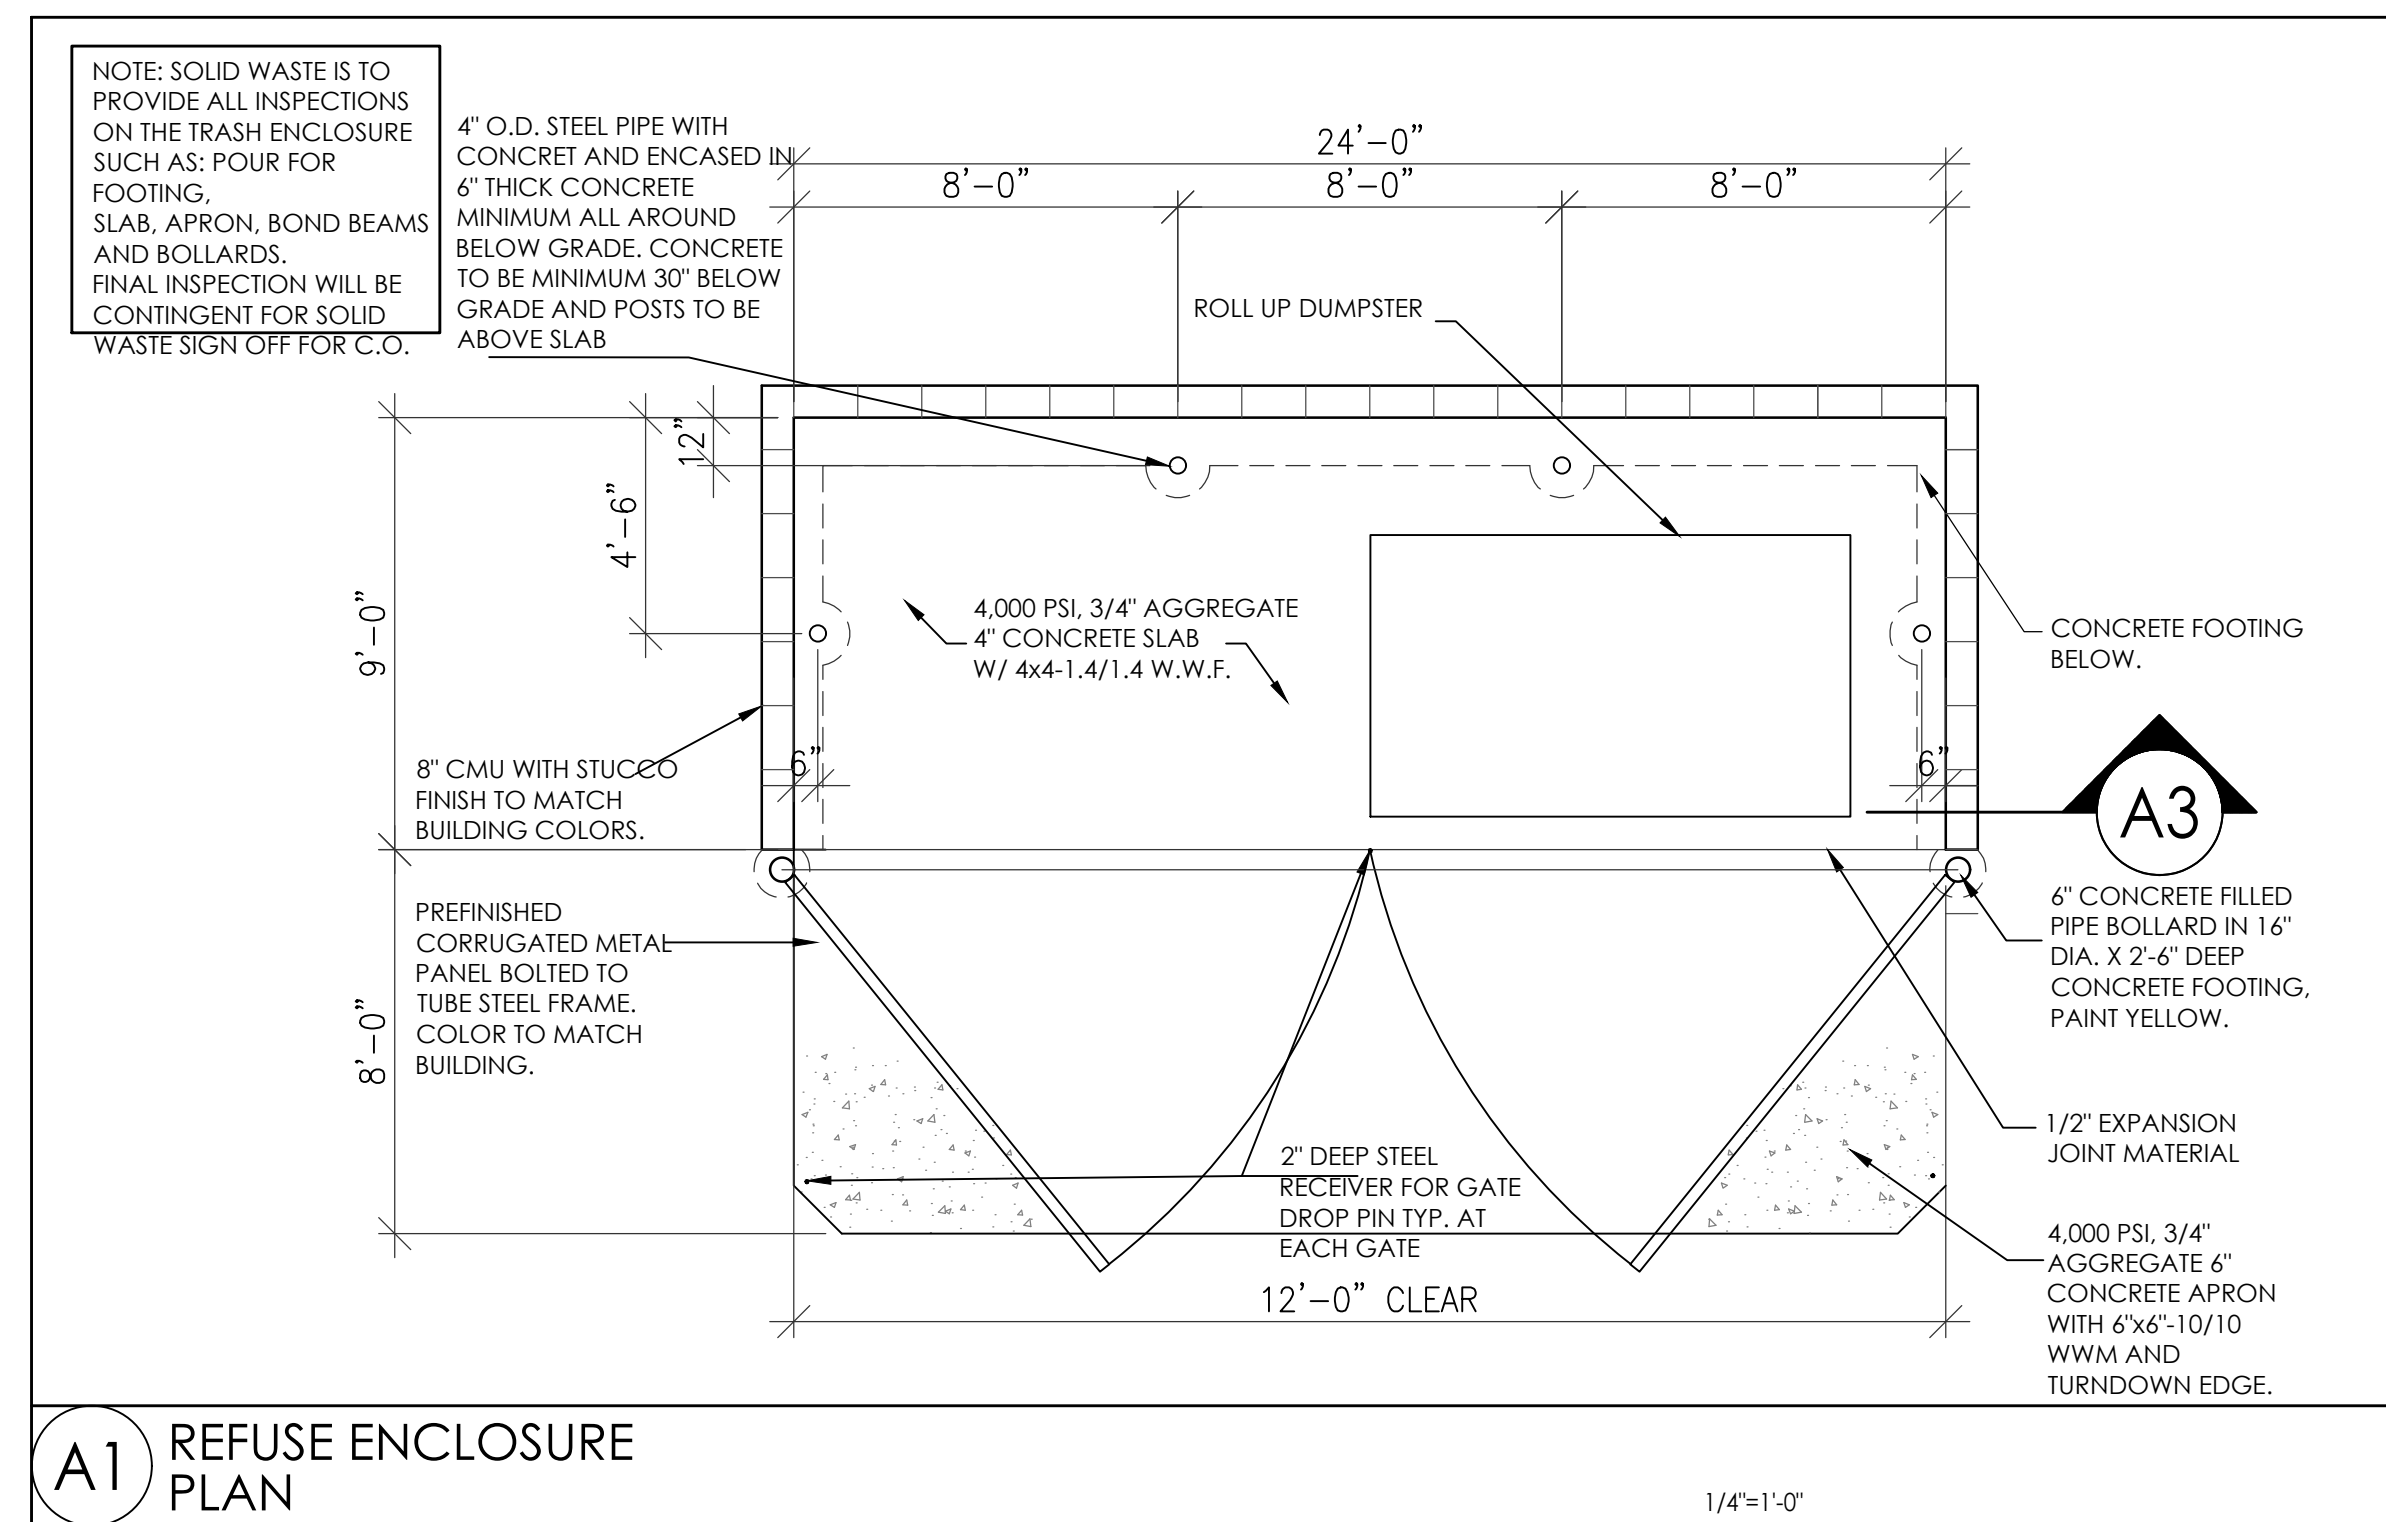 NOTE: SOLID WASTE IS TO
PROVIDE ALL INSPECTIONS
ON THE TRASH ENCLOSURE
SUCH AS: POUR FOR
FOOTING,
SLAB, APRON, BOND BEAMS
AND BOLLARDS.
FINAL INSPECTION WILL BE
CONTINGENT FOR SOLID
WASTE SIGN OFF FOR C.O.
4" O.D. STEEL PIPE WITH
CONCRET AND ENCASED IN
6" THICK CONCRETE
MINIMUM ALL AROUND
BELOW GRADE. CONCRETE
TO BE MINIMUM 30" BELOW
GRADE AND POSTS TO BE
ABOVE SLAB
24'-0"
8'-0"
8'-0"
8'-0"
ROLL UP DUMPSTER
12"
4'-6"
9'-0"
4,000 PSI, 3/4" AGGREGATE
4" CONCRETE SLAB
W/ 4x4-1.4/1.4 W.W.F.
CONCRETE FOOTING
BELOW.
8" CMU WITH STUCCO
FINISH TO MATCH
BUILDING COLORS.
6"
6"
A3
PREFINISHED
CORRUGATED METAL
PANEL BOLTED TO
TUBE STEEL FRAME.
COLOR TO MATCH
BUILDING.
6" CONCRETE FILLED
PIPE BOLLARD IN 16"
DIA. X 2'-6" DEEP
CONCRETE FOOTING,
PAINT YELLOW.
8'-0"
1/2" EXPANSION
JOINT MATERIAL
2" DEEP STEEL
RECEIVER FOR GATE
DROP PIN TYP. AT
EACH GATE
4,000 PSI, 3/4"
AGGREGATE 6"
CONCRETE APRON
WITH 6"x6"-10/10
WWM AND
TURNDOWN EDGE.
12'-0" CLEAR
A1
REFUSE ENCLOSURE
PLAN
1/4"=1'-0"